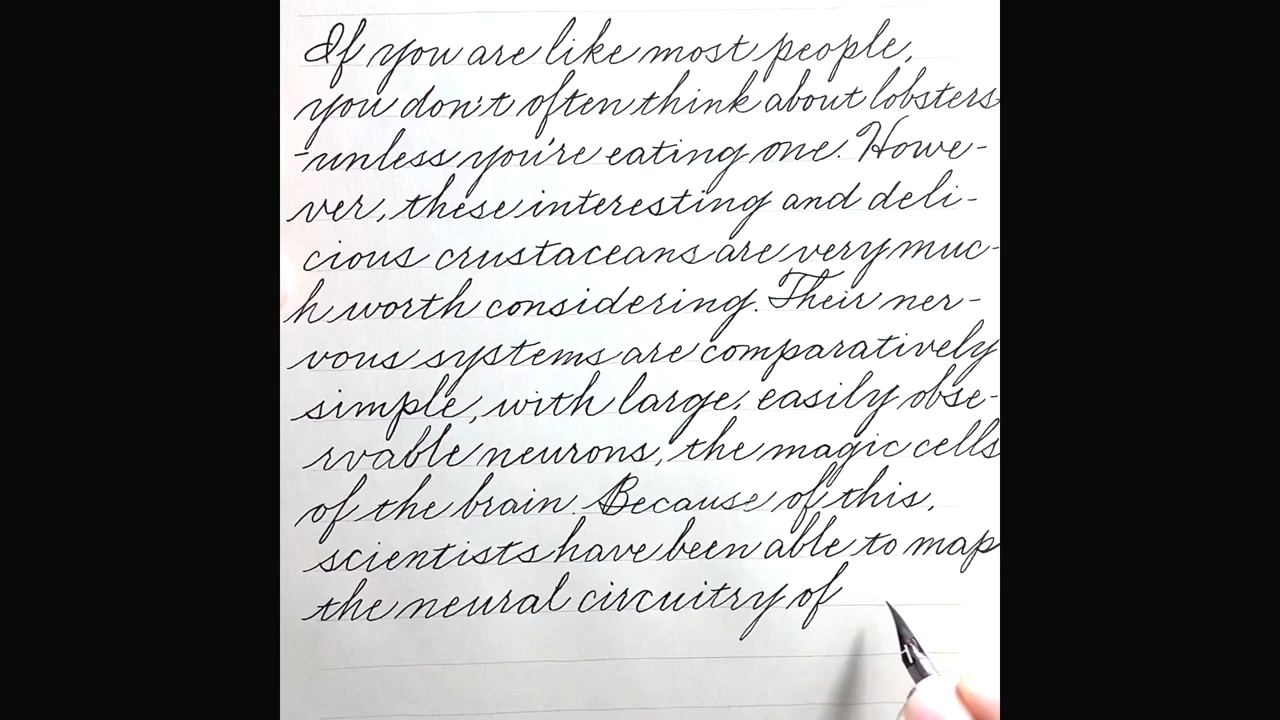 If you are like most people,
you don't often think about lobsters
-unless you're eating one. Howe-
ver, these interesting and deli-
cious crustaceans are very muc-
h worth considering. Their ner-
vous systems are comparatively
simple, with large, easily obse-
rvable neurons, the magic cells
of the brain. Because of this,
scientists have been able to map
the neural circuitry of